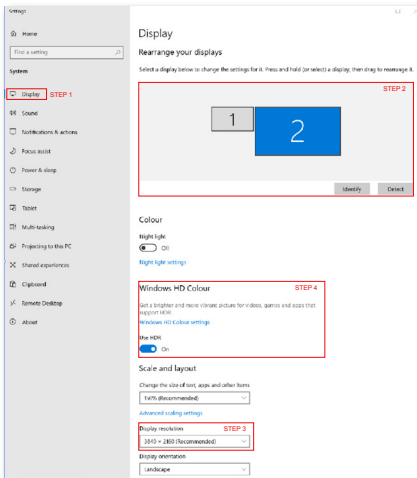 Settings
Home
Find a setting
System
Display STEP 1
Sound
Notifications & actions
Focus assist
Power & sleep
Storage
Tablet
Multi-tasking
Projecting to this PC
Shared experiences
Clipboard
Remote Desktop
About
Display
Rearrange your displays
Select a display below to change the settings for it. Press and hold (or select) a display, then drag to rearrange it.
STEP 2
1
2
Identify Detect
Colour
Night light
Off
Night light settings
Windows HD Colour STEP 4
Get a brighter and more vibrant picture for videos, games and apps that
support HDR.
Windows HD Colour settings
Use HDR
On
Scale and layout
Change the size of text, apps and other items
150% (Recommended)
Advanced scaling settings
Display resolution STEP 3
3840 × 2160 (Recommended)
Display orientation
Landscape